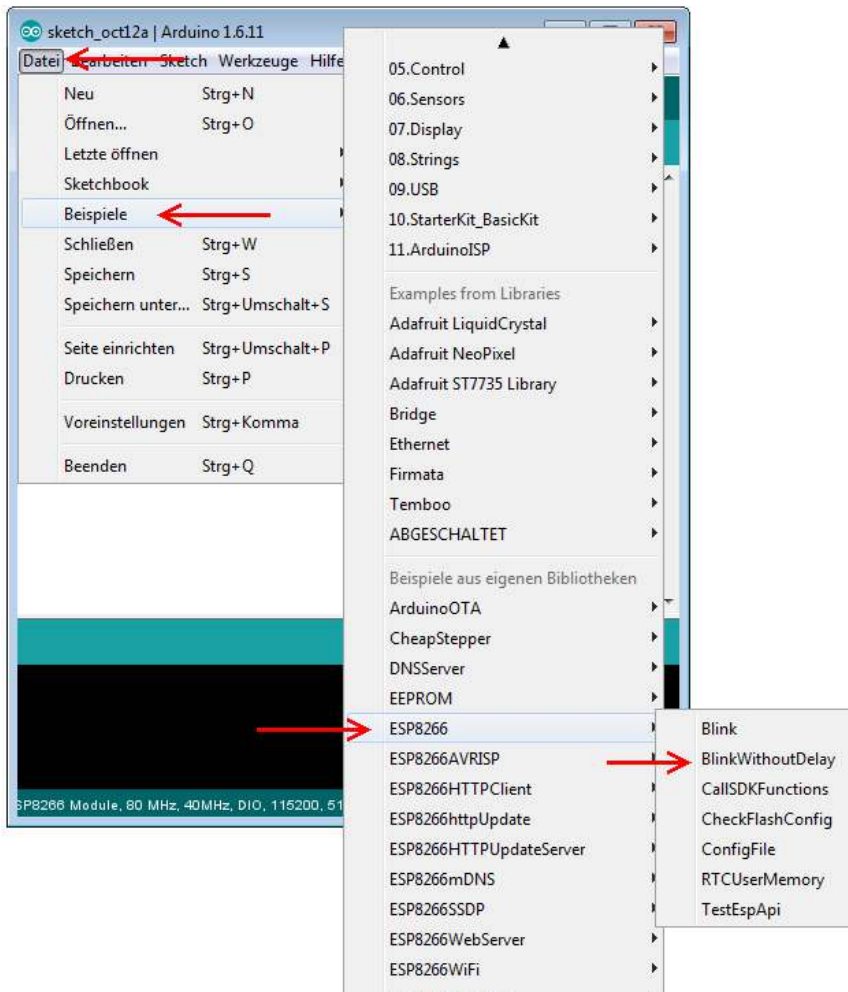 sketch_oct12a | Arduino 1.6.11
Datei Bearbeiten Sketch Werkzeuge Hilfe
Neu Strg+N
Öffnen... Strg+O
Letzte öffnen
Sketchbook
Beispiele
Schließen Strg+W
Speichern Strg+S
Speichern unter... Strg+Umschalt+S
Seite einrichten Strg+Umschalt+P
Drucken Strg+P
Voreinstellungen Strg+Komma
Beenden Strg+Q
05.Control
06.Sensors
07.Display
08.Strings
09.USB
10.StarterKit_BasicKit
11.ArduinoISP
Examples from Libraries
Adafruit LiquidCrystal
Adafruit NeoPixel
Adafruit ST7735 Library
Bridge
Ethernet
Firmata
Temboo
ABGESCHALTET
Beispiele aus eigenen Bibliotheken
ArduinoOTA
CheapStepper
DNSServer
EEPROM
ESP8266
ESP8266AVRISP
ESP8266HTTPClient
ESP8266httpUpdate
ESP8266HTTPUpdateServer
ESP8266mDNS
ESP8266SSDP
ESP8266WebServer
ESP8266WiFi
Blink
BlinkWithoutDelay
CallSDKFunctions
CheckFlashConfig
ConfigFile
RTCUserMemory
TestEspApi
SP8266 Module, 80 MHz, 40MHz, DIO, 115200, 51